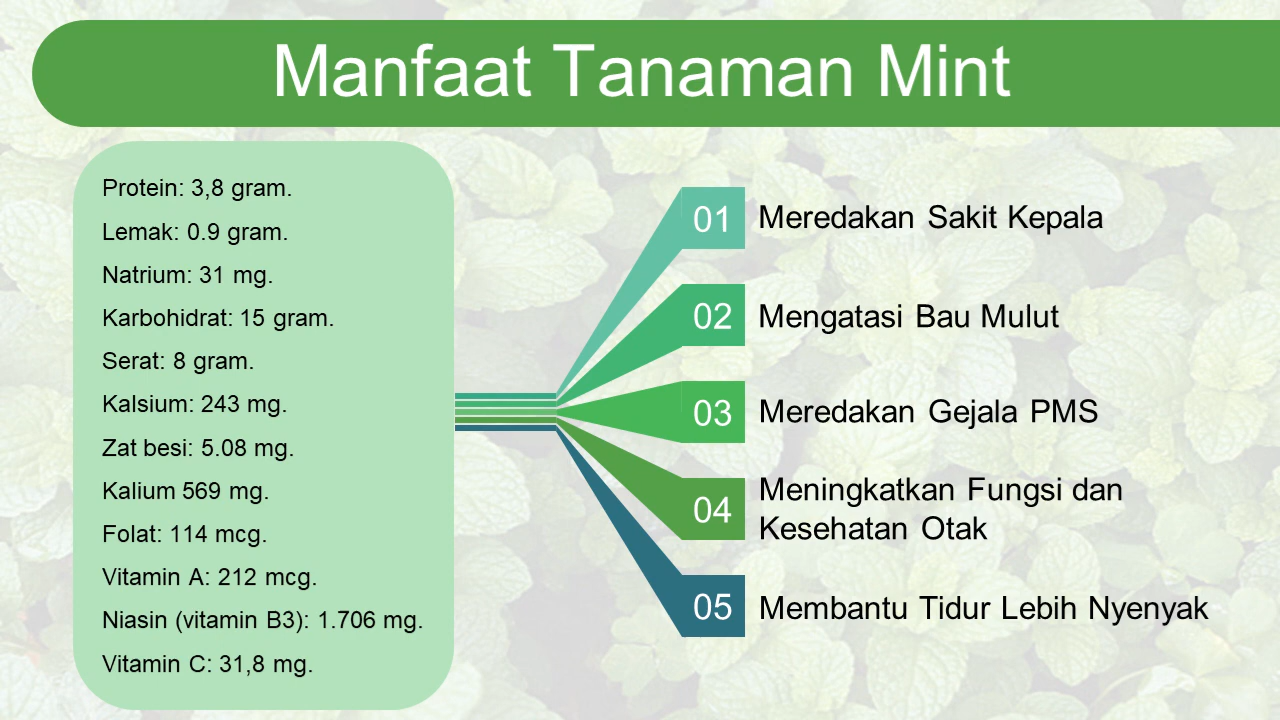 Manfaat Tanaman Mint
Protein: 3,8 gram.
Lemak: 0.9 gram.
Natrium: 31 mg.
Karbohidrat: 15 gram.
Serat: 8 gram.
Kalsium: 243 mg.
Zat besi: 5.08 mg.
Kalium 569 mg.
Folat: 114 mcg.
Vitamin A: 212 mcg.
Niasin (vitamin B3): 1.706 mg.
Vitamin C: 31,8 mg.
01 Meredakan Sakit Kepala
02 Mengatasi Bau Mulut
03 Meredakan Gejala PMS
04 Meningkatkan Fungsi dan
Kesehatan Otak
05 Membantu Tidur Lebih Nyenyak